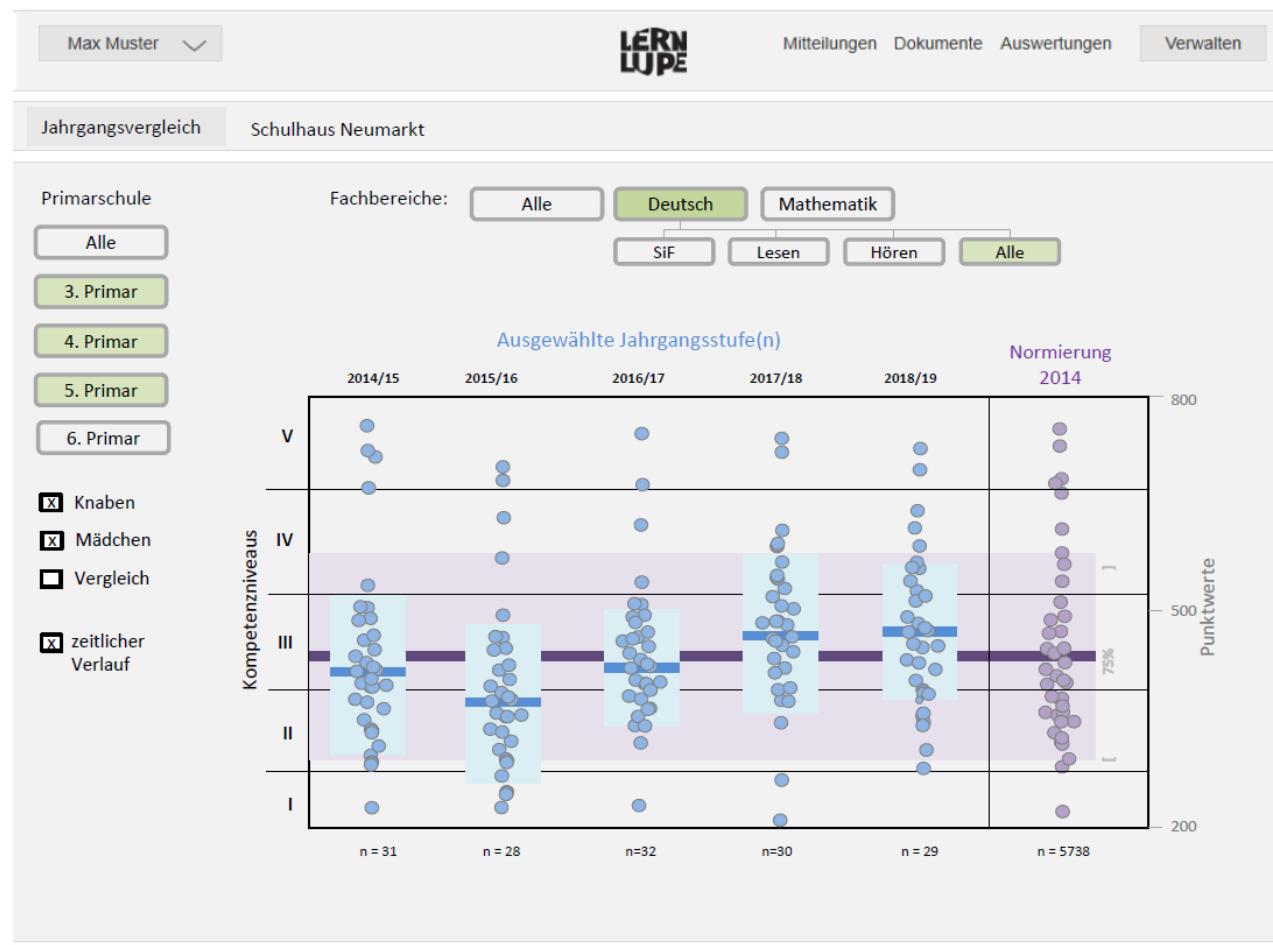 Max Muster
LERN
LUPE
Mitteilungen Dokumente Auswertungen Verwalten
Jahrgangsvergleich Schulhaus Neumarkt
Primarschule
Fachbereiche: Alle Deutsch Mathematik
Alle
SiF Lesen Hören Alle
3. Primar
4. Primar
5. Primar
6. Primar
x Knaben
x Mädchen
Vergleich
x zeitlicher
Verlauf
Ausgewählte Jahrgangsstufe(n)
Normierung
2014
2014/15 2015/16 2016/17 2017/18 2018/19
800
V
IV
III
II
I
Kompetenzniveaus
500
Punktwerte
[ 75% ]
200
n = 31 n = 28 n=32 n=30 n = 29 n = 5738